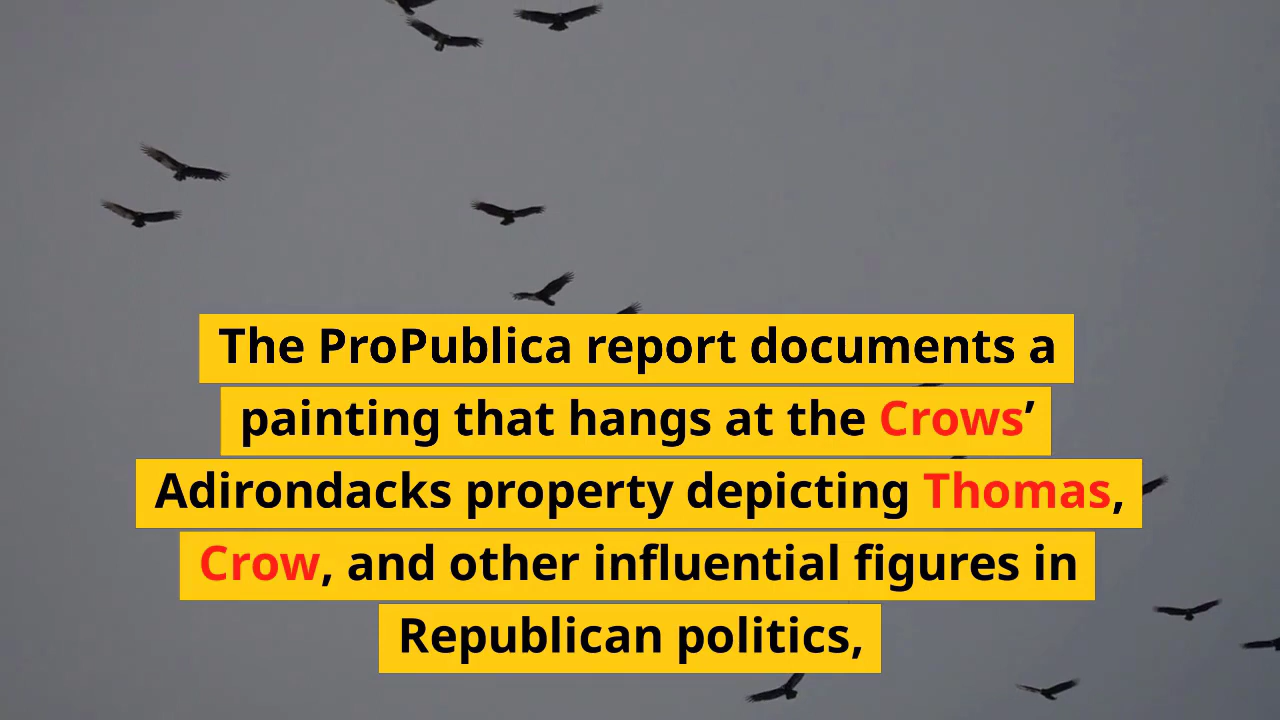 The ProPublica report documents a
painting that hangs at the Crows’
Adirondacks property depicting Thomas,
Crow, and other influential figures in
Republican politics,